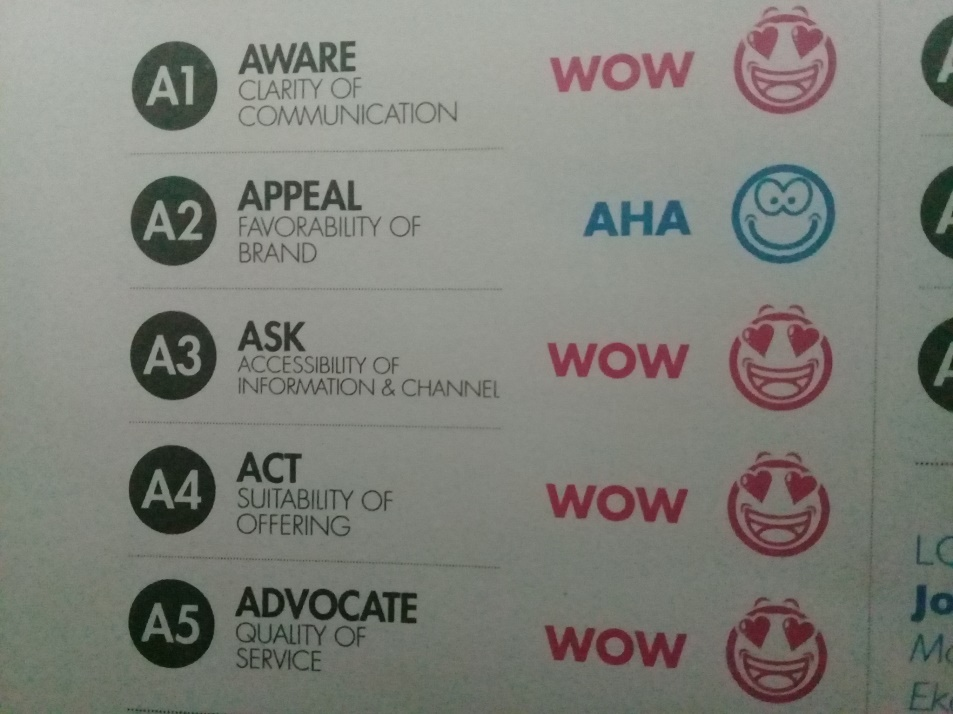 A1
AWARE
CLARITY OF
COMMUNICATION
WOW
A2
APPEAL
FAVORABILITY OF
BRAND
AHA
A3
ASK
ACCESSIBILITY OF
INFORMATION & CHANNEL
WOW
A4
ACT
SUITABILITY OF
OFFERING
WOW
A5
ADVOCATE
QUALITY OF
SERVICE
WOW